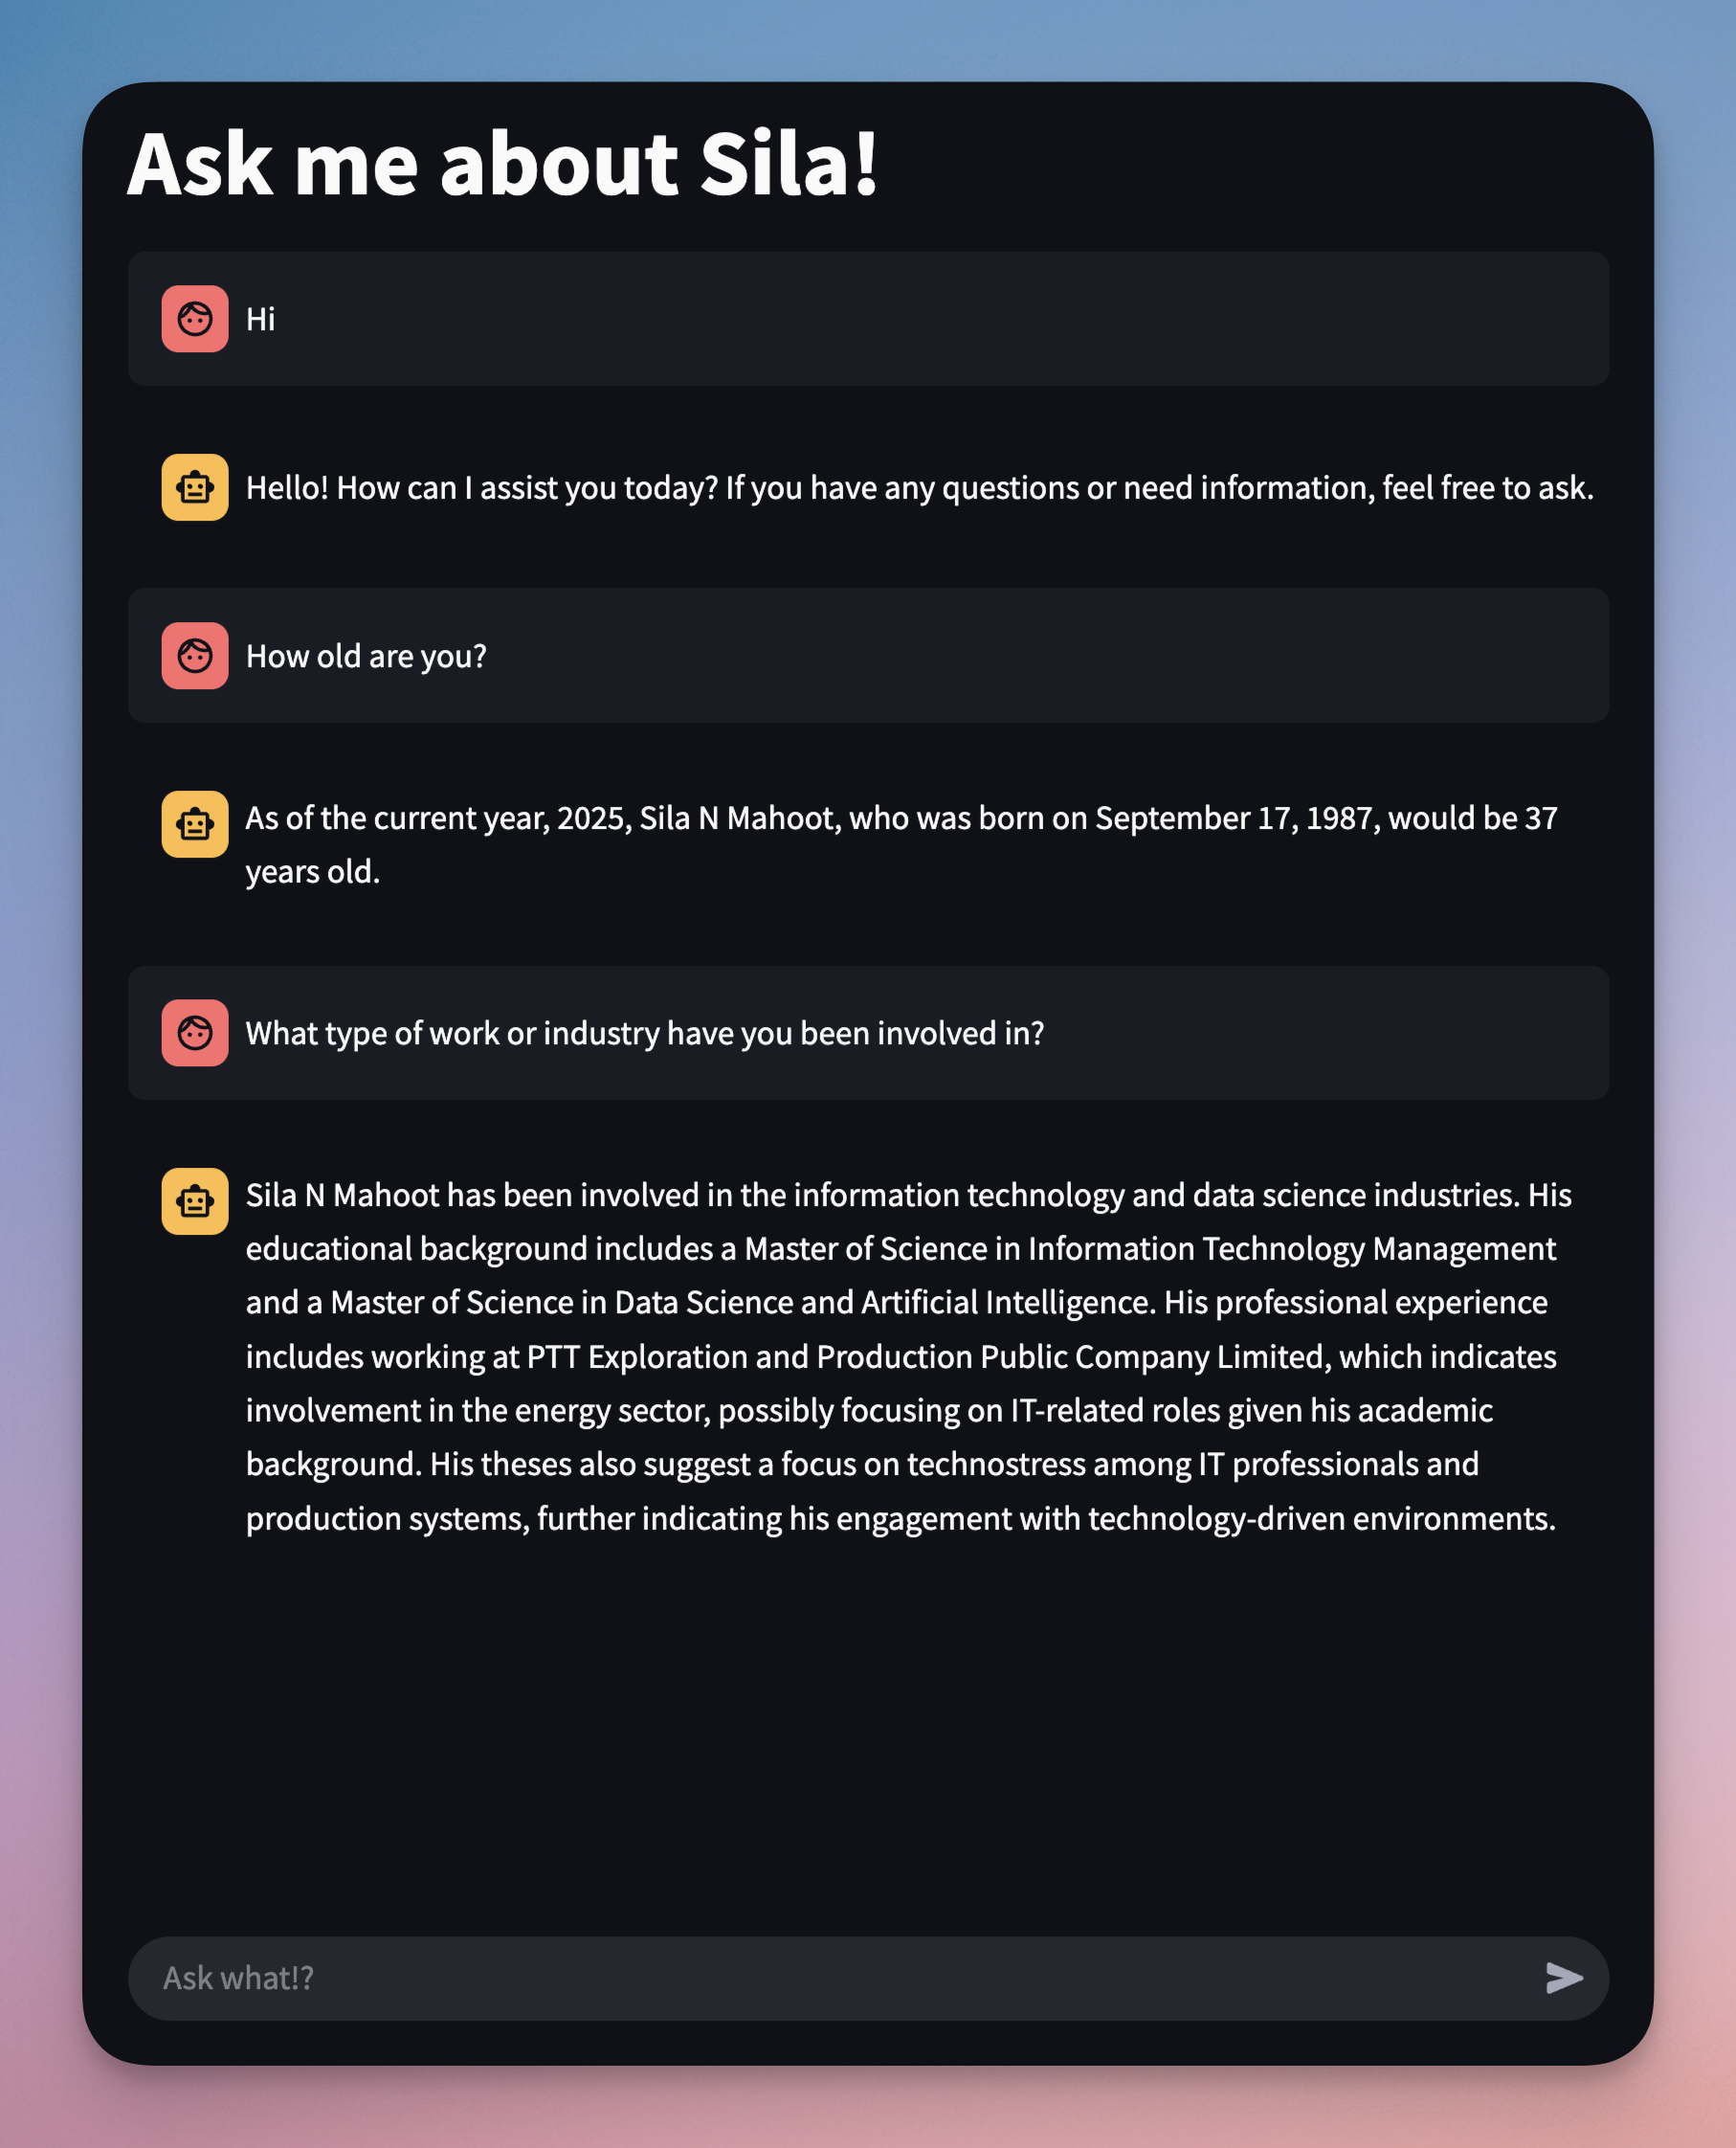 Ask me about Sila!
Hi
Hello! How can I assist you today? If you have any questions or need information, feel free to ask.
How old are you?
As of the current year, 2025, Sila N Mahoot, who was born on September 17, 1987, would be 37
years old.
What type of work or industry have you been involved in?
Sila N Mahoot has been involved in the information technology and data science industries. His
educational background includes a Master of Science in Information Technology Management
and a Master of Science in Data Science and Artificial Intelligence. His professional experience
includes working at PTT Exploration and Production Public Company Limited, which indicates
involvement in the energy sector, possibly focusing on IT-related roles given his academic
background. His theses also suggest a focus on technostress among IT professionals and
production systems, further indicating his engagement with technology-driven environments.
Ask what!?